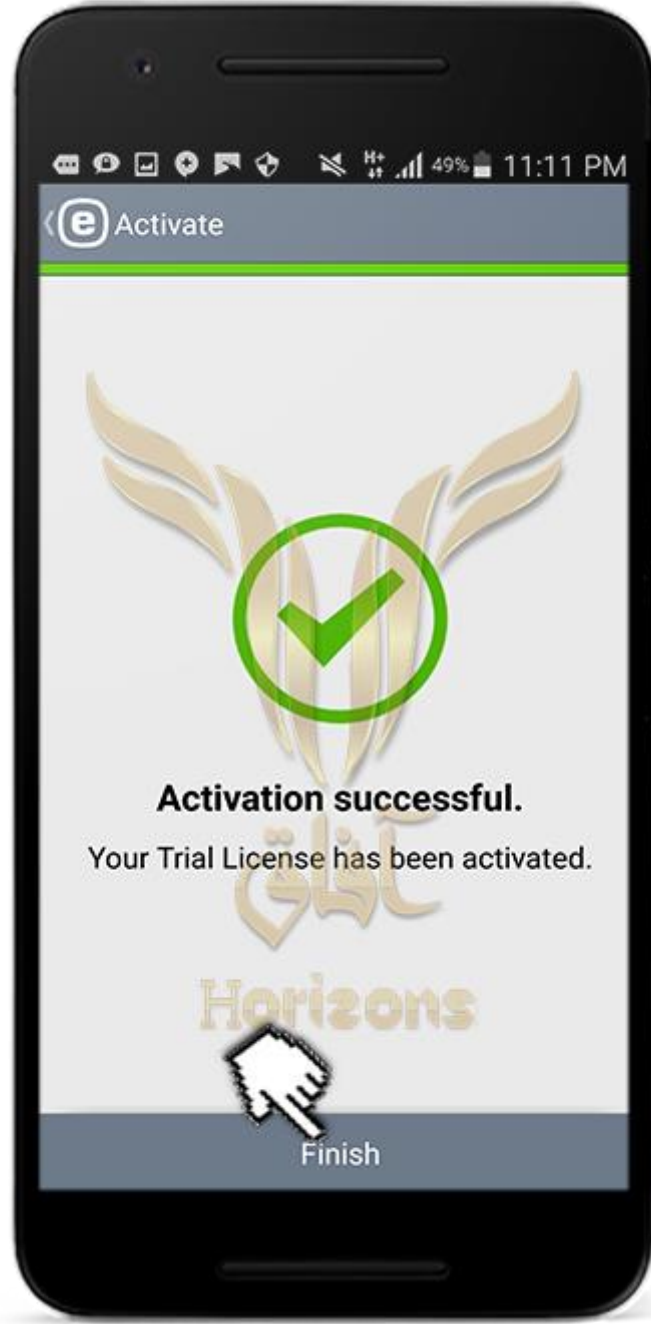 49% 11:11 PM
e Activate
Activation successful.
Your Trial License has been activated.
آفاق
Horizons
Finish